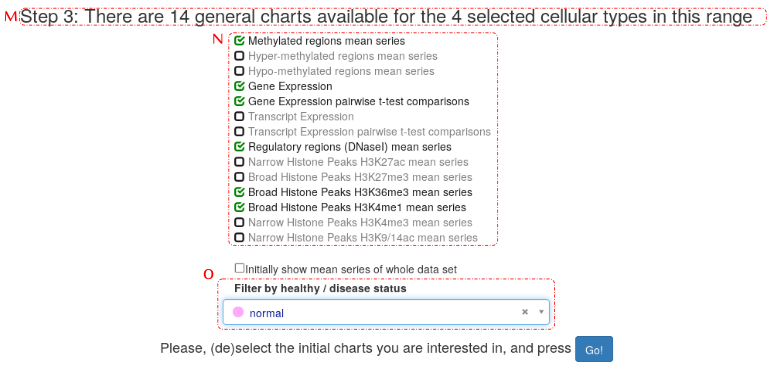 M Step 3: There are 14 general charts available for the 4 selected cellular types in this range
N
Methylated regions mean series
Hyper-methylated regions mean series
Hypo-methylated regions mean series
Gene Expression
Gene Expression pairwise t-test comparisons
Transcript Expression
Transcript Expression pairwise t-test comparisons
Regulatory regions (DNaseI) mean series
Narrow Histone Peaks H3K27ac mean series
Broad Histone Peaks H3K27me3 mean series
Broad Histone Peaks H3K36me3 mean series
Broad Histone Peaks H3K4me1 mean series
Narrow Histone Peaks H3K4me3 mean series
Narrow Histone Peaks H3K9/14ac mean series
Initially show mean series of whole data set
O
Filter by healthy / disease status
normal
Please, (de)select the initial charts you are interested in, and press Go!